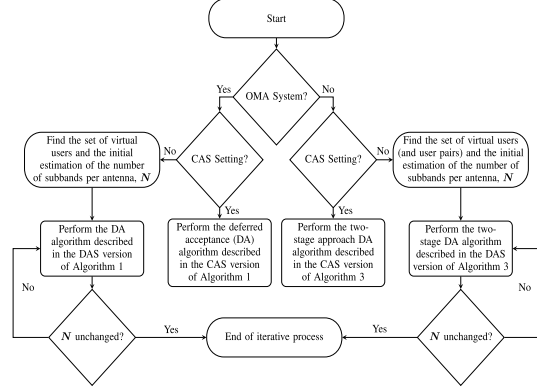 Start
OMA System?
Yes
No
CAS Setting?
CAS Setting?
No
No
Yes
Yes
Find the set of virtual
users and the initial
estimation of the number
of subbands per antenna, N
Find the set of virtual users
(and user pairs) and the initial
estimation of the number of
subbands per antenna, N
Perform the DA
algorithm described
in the DAS version
of Algorithm 1
Perform the deferred
acceptance (DA)
algorithm described
in the CAS version
of Algorithm 1
Perform the two-
stage approach DA
algorithm described
in the CAS version
of Algorithm 3
Perform the two-
stage DA algorithm
described in the DAS
version of Algorithm 3
No
No
N unchanged?
Yes
End of iterative process
Yes
N unchanged?